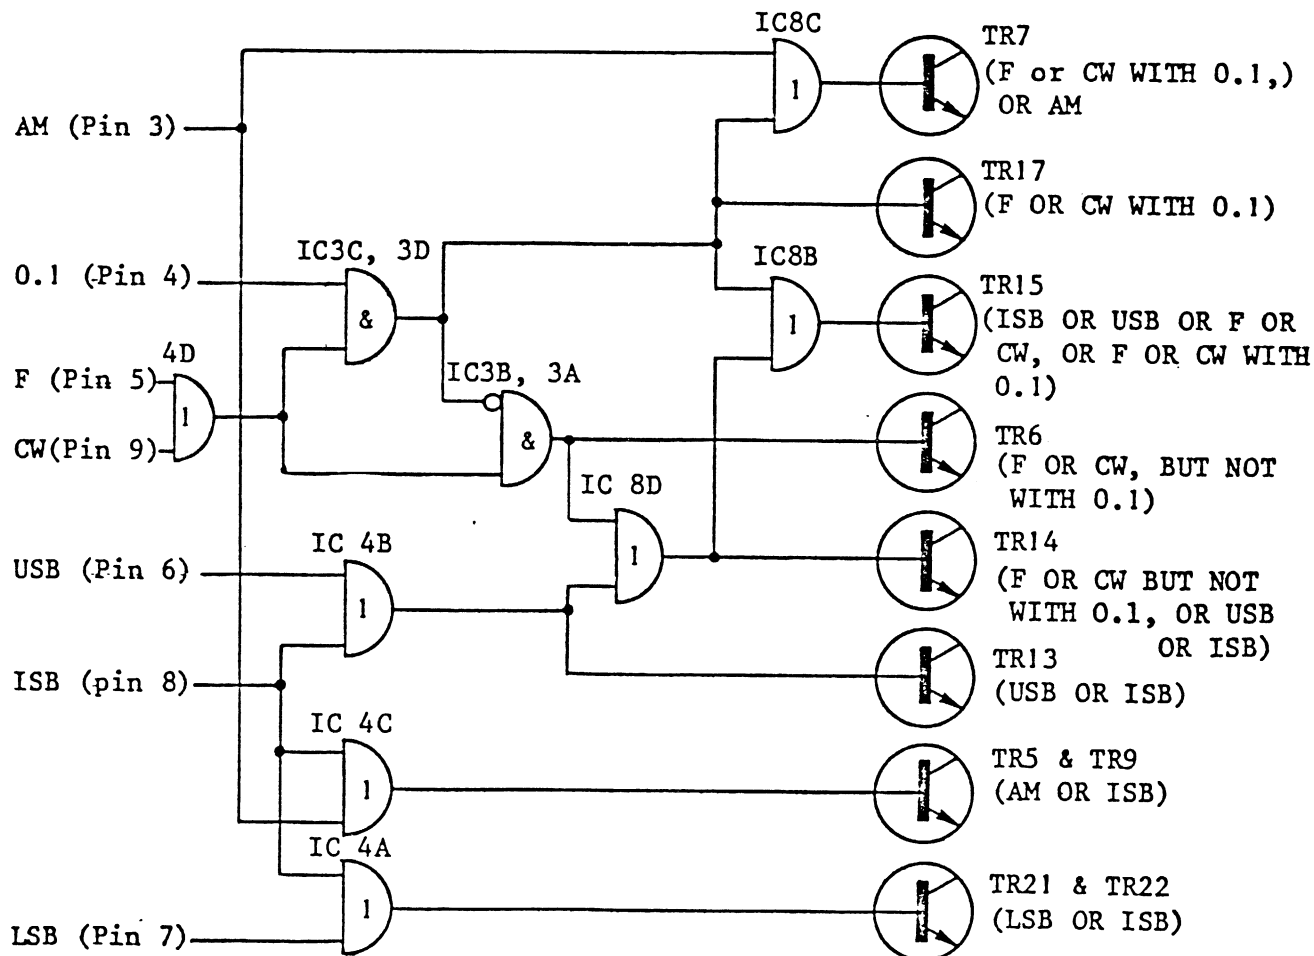 IC8C
TR7
(F or CW WITH 0.1,)
OR AM
AM (Pin 3)
1
TR17
(F OR CW WITH 0.1)
IC3C, 3D
0.1 (Pin 4)
&
IC8B
1
TR15
(ISB OR USB OR F OR
CW, OR F OR CW WITH
0.1)
4D
F (Pin 5)
1
CW(Pin 9)
IC3B, 3A
&
TR6
(F OR CW, BUT NOT
WITH 0.1)
IC 8D
1
TR14
(F OR CW BUT NOT
WITH 0.1, OR USB
OR ISB)
IC 4B
USB (Pin 6)
1
ISB (pin 8)
TR13
(USB OR ISB)
IC 4C
1
TR5 & TR9
(AM OR ISB)
IC 4A
1
LSB (Pin 7)
TR21 & TR22
(LSB OR ISB)